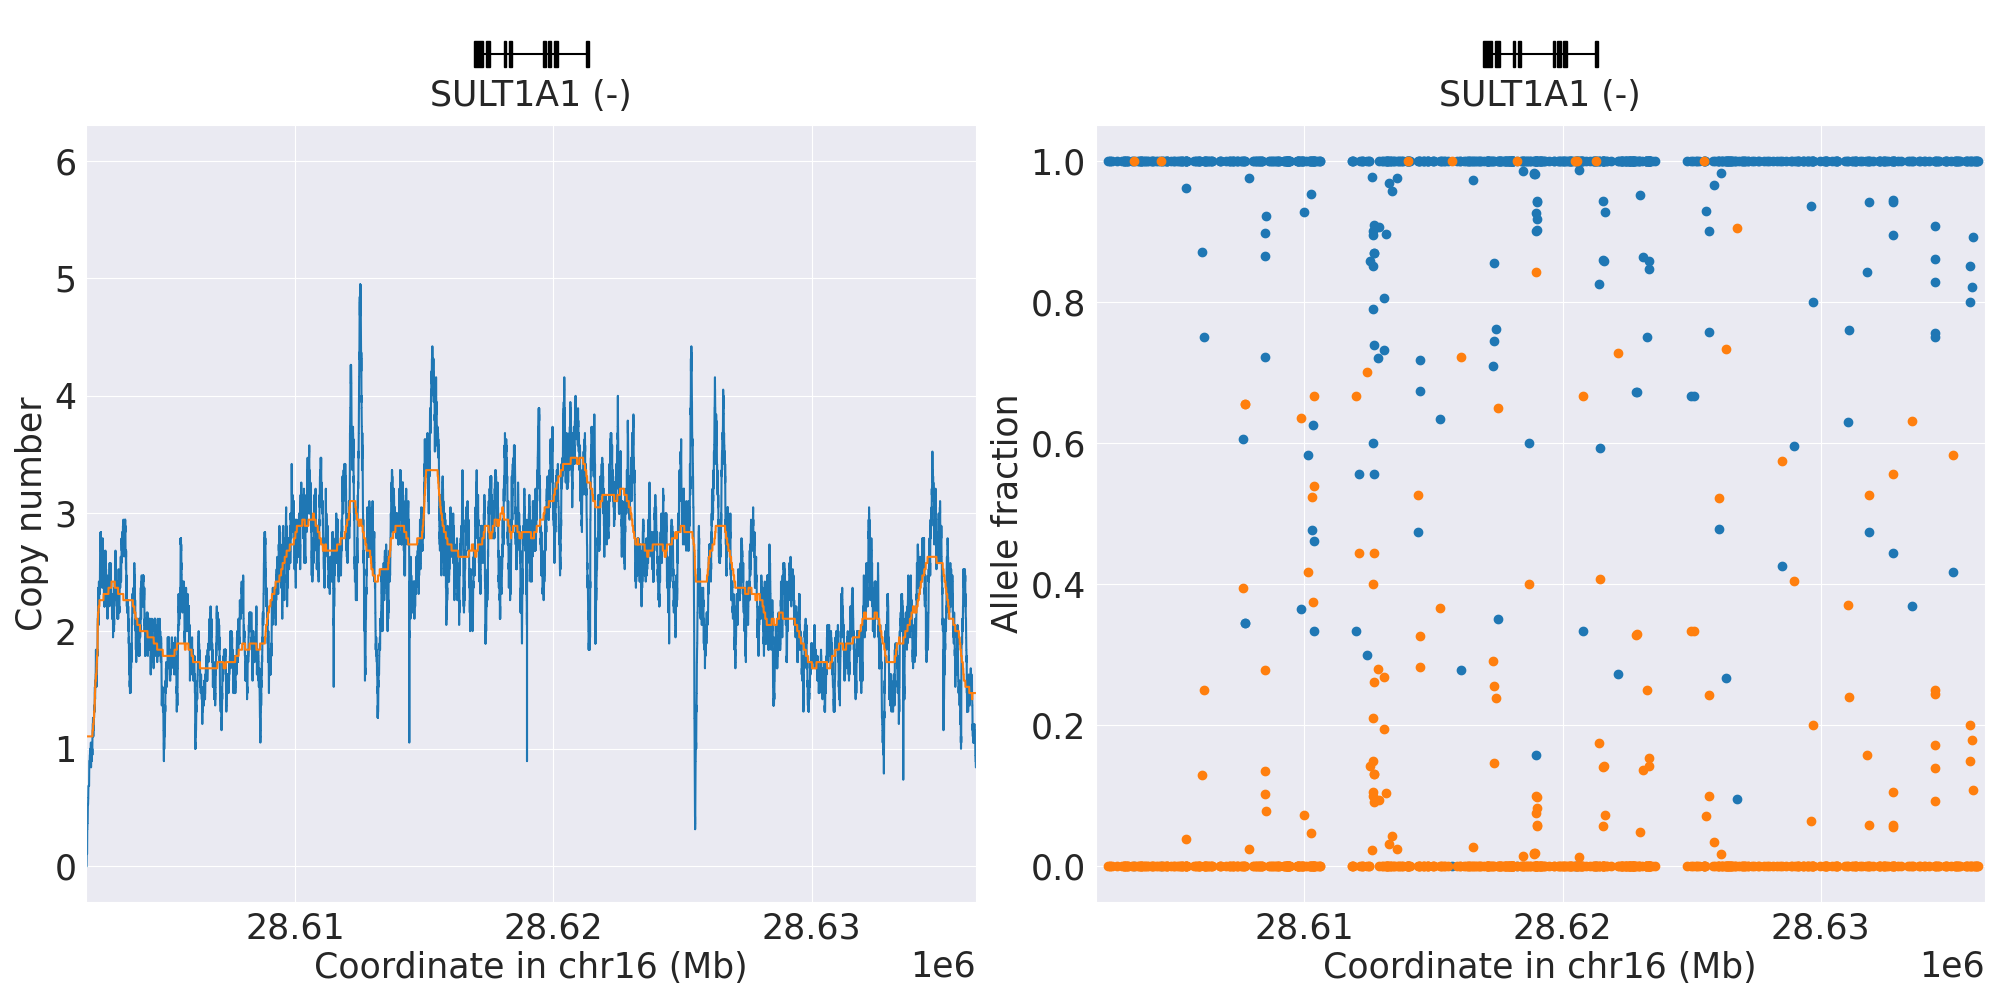 SULT1A1 (-)
6
5
4
3
2
1
0
Copy number
28.61
28.62
28.63
Coordinate in chr16 (Mb)
1e6
SULT1A1 (-)
1.0
0.8
0.6
0.4
0.2
0.0
Allele fraction
28.61
28.62
28.63
Coordinate in chr16 (Mb)
1e6